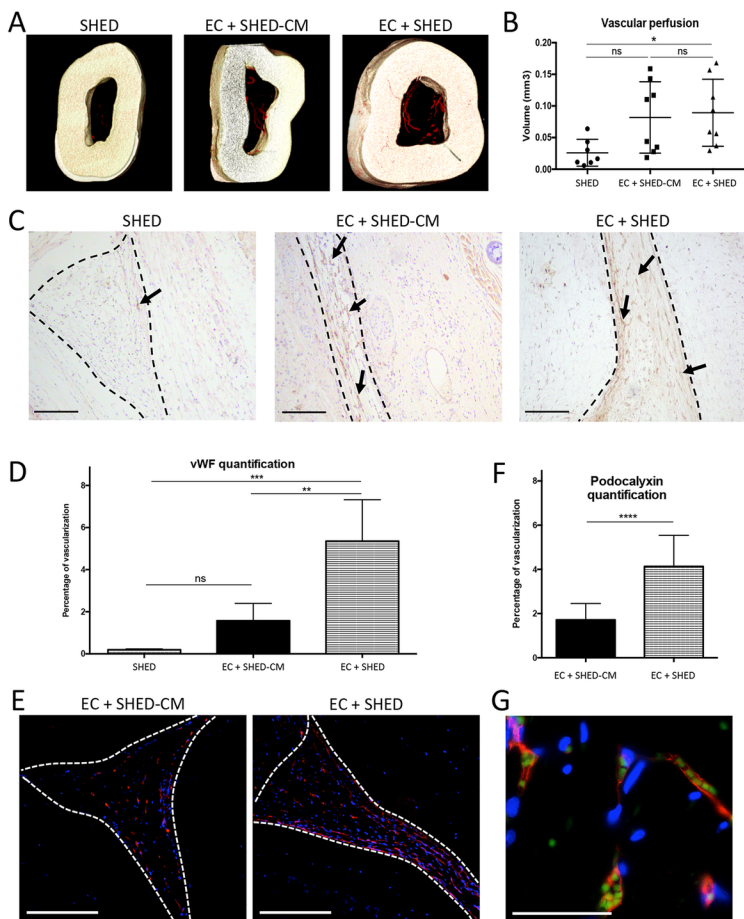 A
SHED
EC + SHED-CM
EC + SHED
B
Vascular perfusion
*
ns
ns
Volume (mm3)
0.20
0.15
0.10
0.05
0.00
SHED
EC + SHED-CM
EC + SHED
C
SHED
EC + SHED-CM
EC + SHED
D
vWF quantification
***
**
ns
Percentage of vascularization
8
6
4
2
0
SHED
EC + SHED-CM
EC + SHED
F
Podocalyxin
quantification
****
Percentage of vascularization
8
6
4
2
0
EC + SHED-CM
EC + SHED
E
EC + SHED-CM
EC + SHED
G